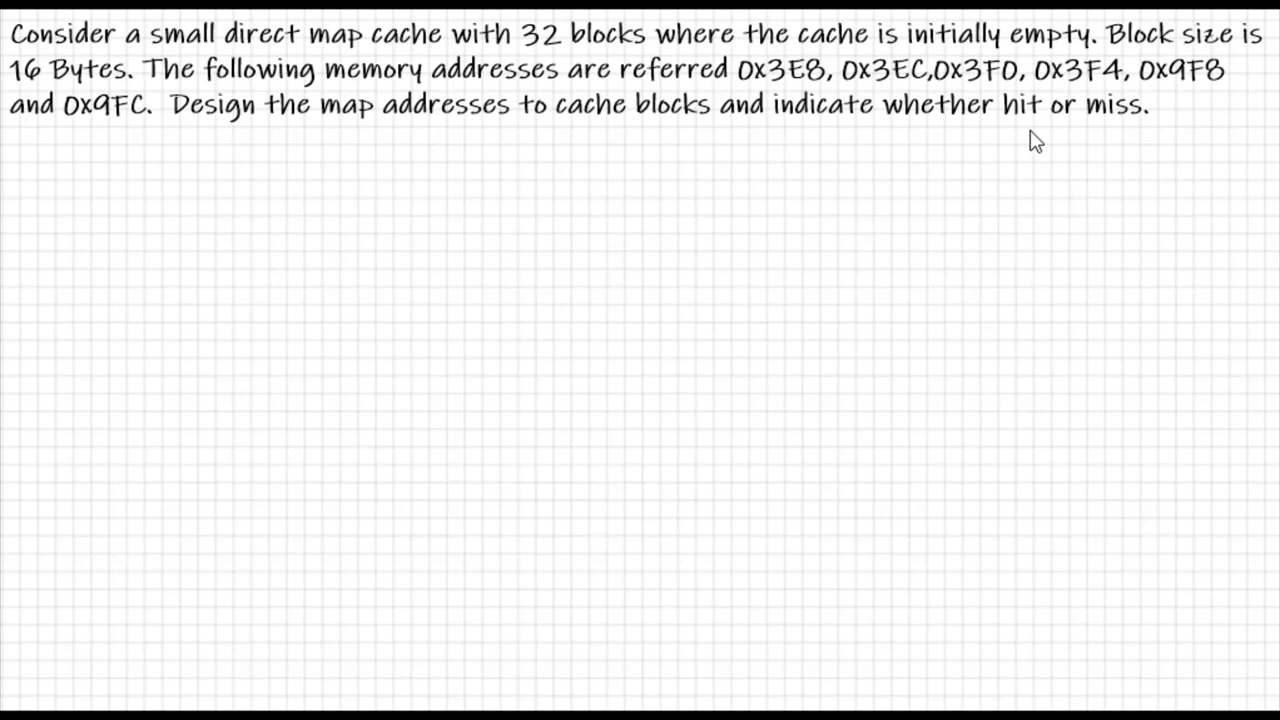 Consider a small direct map cache with 32 blocks where the cache is initially empty. Block size is
16 Bytes. The following memory addresses are referred 0x3E8, 0x3EC,0x3F0, 0x3F4, 0x9F8
and 0x9FC. Design the map addresses to cache blocks and indicate whether hit or miss.